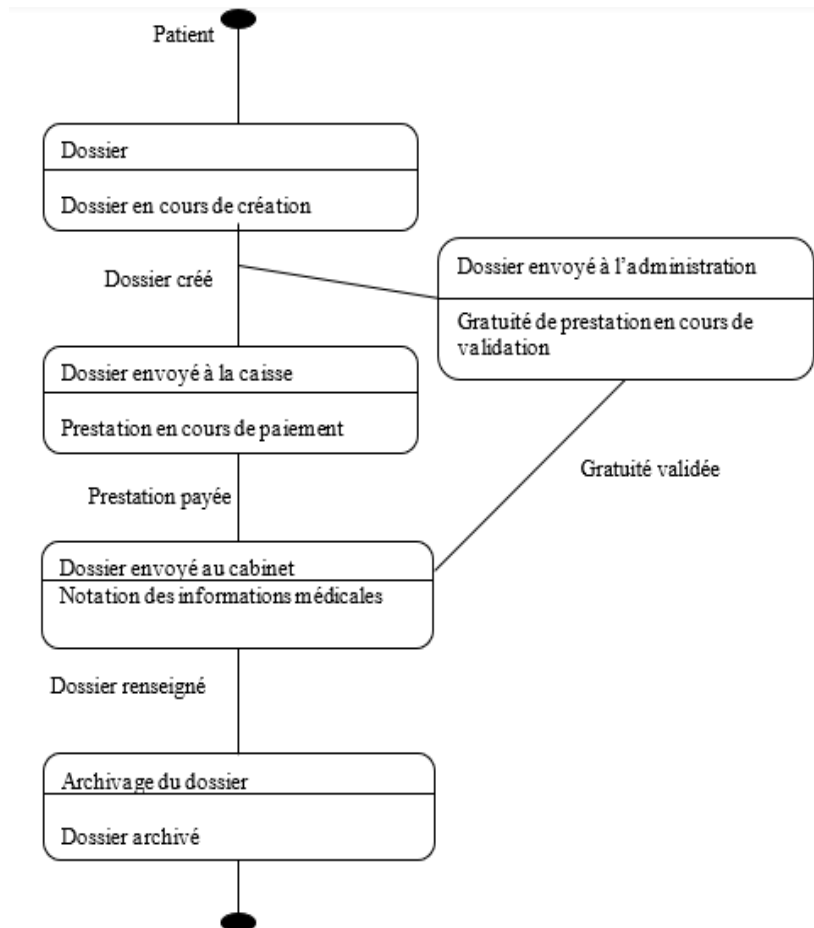 Patient
Dossier
Dossier en cours de création
Dossier créé
Dossier envoyé à l'administration
Gratuité de prestation en cours de
validation
Dossier envoyé à la caisse
Prestation en cours de paiement
Gratuité validée
Prestation payée
Dossier envoyé au cabinet
Notation des informations médicales
Dossier renseigné
Archivage du dossier
Dossier archivé